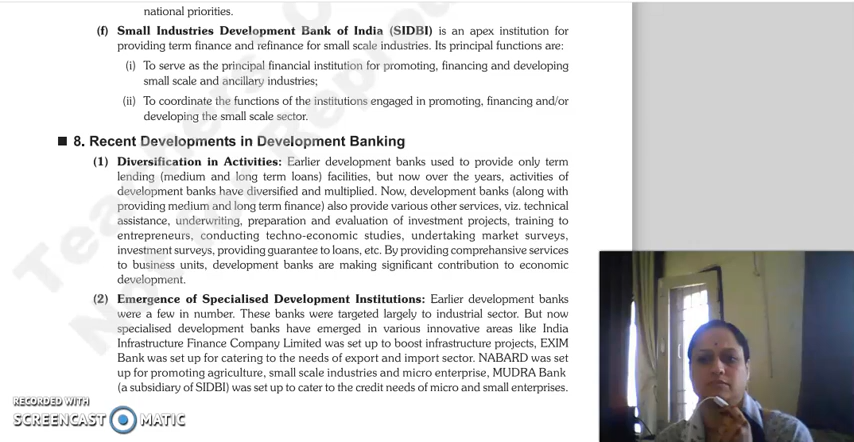 national priorities.
(f) Small Industries Development Bank of India (SIDBI) is an apex institution for
providing term finance and refinance for small scale industries. Its principal functions are:
(i) To serve as the principal financial institution for promoting, financing and developing
small scale and ancillary industries;
(ii) To coordinate the functions of the institutions engaged in promoting, financing and/or
developing the small scale sector.
■ 8. Recent Developments in Development Banking
(1) Diversification in Activities: Earlier development banks used to provide only term
lending (medium and long term loans) facilities, but now over the years, activities of
development banks have diversified and multiplied. Now, development banks (along with
providing medium and long term finance) also provide various other services, viz. technical
assistance, underwriting, preparation and evaluation of investment projects, training to
entrepreneurs, conducting techno-economic studies, undertaking market surveys,
investment surveys, providing guarantee to loans, etc. By providing comprehansive services
to business units, development banks are making significant contribution to economic
development.
(2) Emergence of Specialised Development Institutions: Earlier development banks
were a few in number. These banks were targeted largely to industrial sector. But now
specialised development banks have emerged in various innovative areas like India
Infrastructure Finance Company Limited was set up to boost infrastructure projects, EXIM
Bank was set up for catering to the needs of export and import sector. NABARD was set
up for promoting agriculture, small scale industries and micro enterprise, MUDRA Bank
(a subsidiary of SIDBI) was set up to cater to the credit needs of micro and small enterprises.
RECORDED WITH
SCREENCAST MATIC